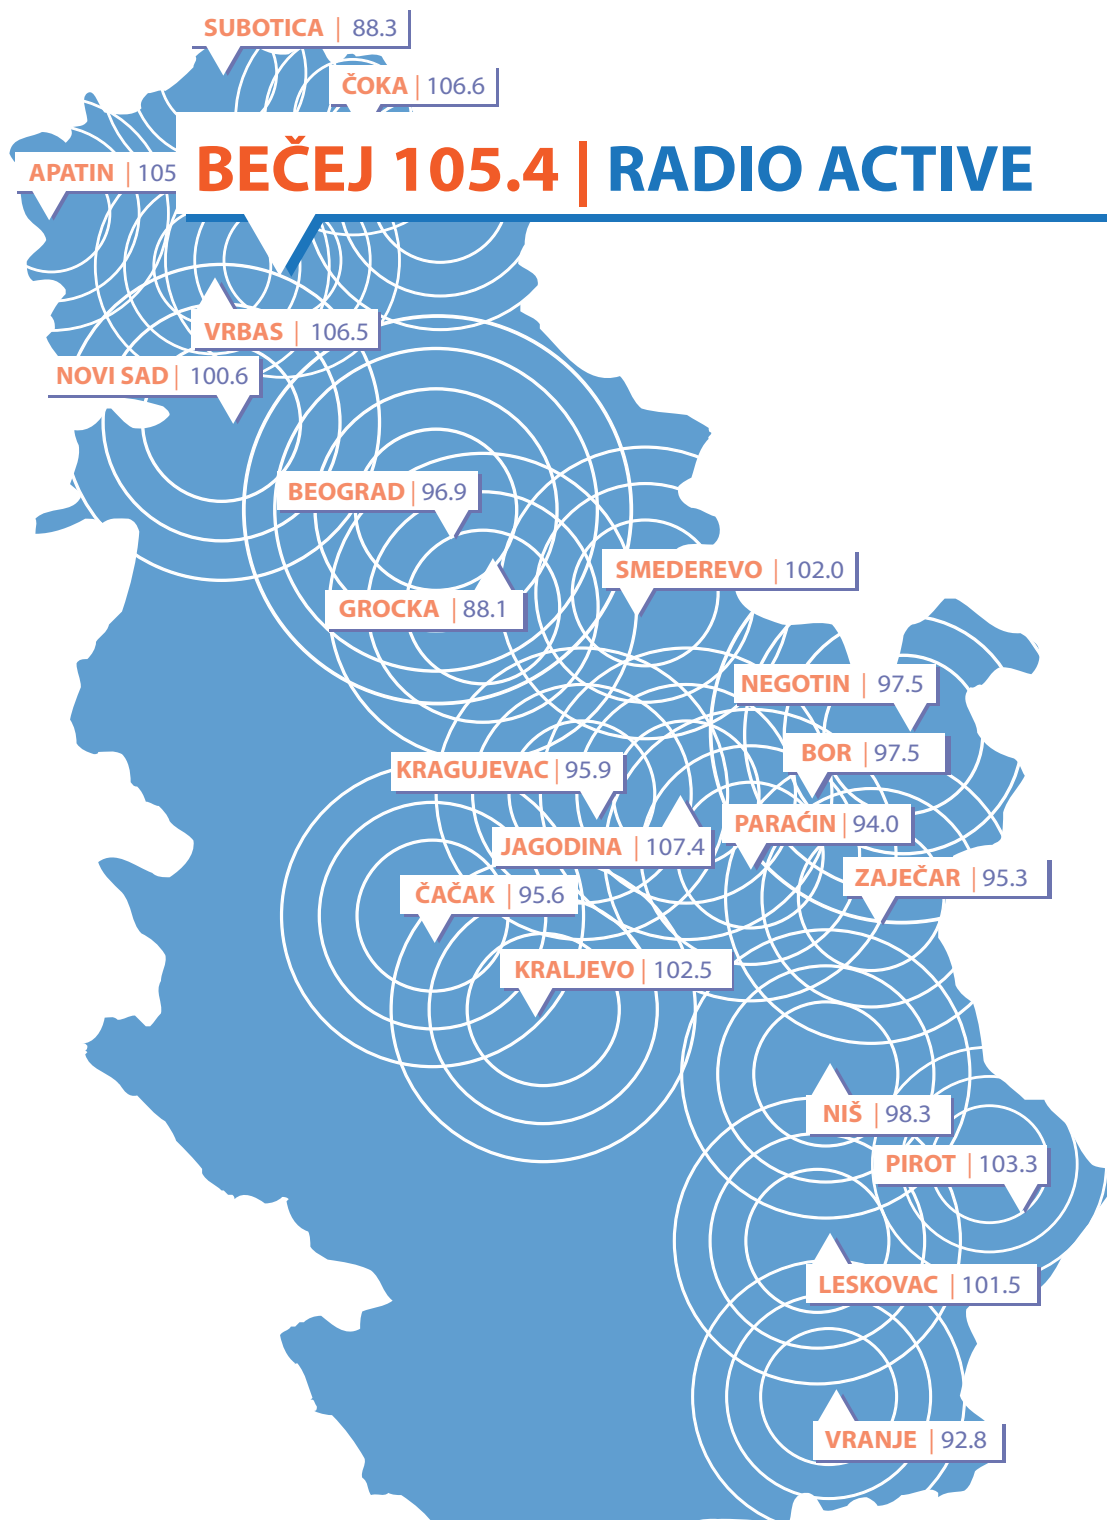 SUBOTICA | 88.3
ČOKA | 106.6
APATIN | 105
BEČEJ 105.4 | RADIO ACTIVE
VRBAS | 106.5
NOVI SAD | 100.6
BEOGRAD | 96.9
SMEDEREVO | 102.0
GROCKA | 88.1
NEGOTIN | 97.5
BOR | 97.5
KRAGUJEVAC | 95.9
PARAĆIN | 94.0
JAGODINA | 107.4
ZAJEČAR | 95.3
ČAČAK | 95.6
KRALJEVO | 102.5
NIŠ | 98.3
PIROT | 103.3
LESKOVAC | 101.5
VRANJE | 92.8